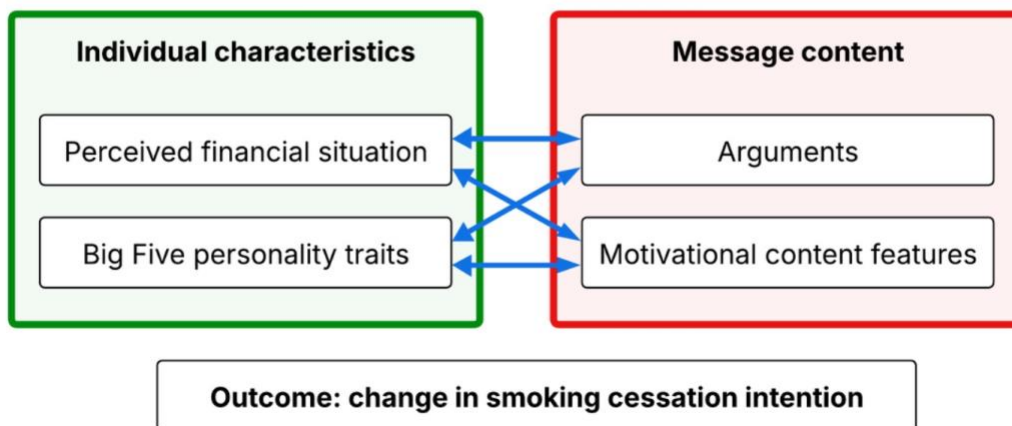 Individual characteristics
Perceived financial situation
Big Five personality traits
Message content
Arguments
Motivational content features
Outcome: change in smoking cessation intention